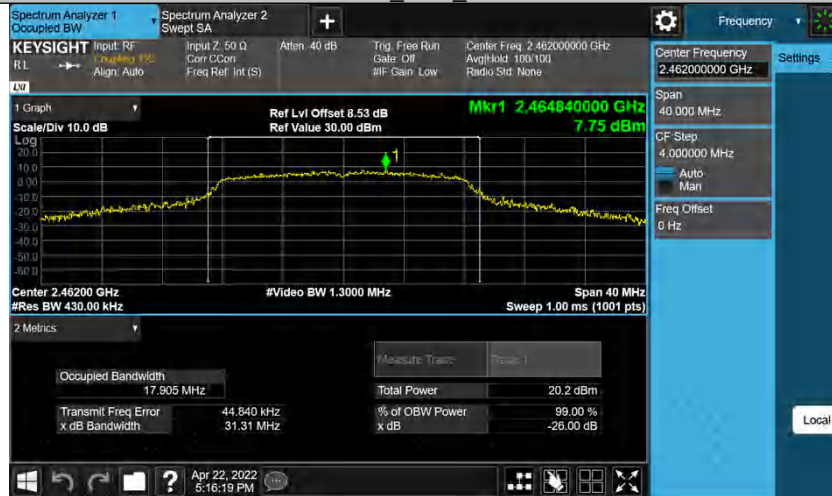 Spectrum Analyzer 1
Occupied BW
Spectrum Analyzer 2
Swept SA
+
Frequency
KEYSIGHT
RL
LXI
Input: RF
Coupling: DC
Align: Auto
Input Z: 50 Ω
Corr CCorr
Freq Ref: Int (S)
Atten: 40 dB
Trig: Free Run
Gate: Off
#IF Gain: Low
Center Freq: 2.462000000 GHz
Avg|Hold: 100/100
Radio Std: None
Center Frequency
2.462000000 GHz
Settings
Span
40.000 MHz
CF Step
4.000000 MHz
Auto
Man
Freq Offset
0 Hz
Local
1 Graph
Scale/Div 10.0 dB
Ref Lvl Offset 8.53 dB
Ref Value 30.00 dBm
Mkr1 2.464840000 GHz
7.75 dBm
Log
20.0
10.0
0.00
-10.0
-20.0
-30.0
-40.0
-50.0
-60.0
1
Center 2.46200 GHz
#Res BW 430.00 kHz
#Video BW 1.3000 MHz
Span 40 MHz
Sweep 1.00 ms (1001 pts)
2 Metrics
Measure Trace
Trace 1
Occupied Bandwidth
17.905 MHz
Total Power
20.2 dBm
Transmit Freq Error
44.840 kHz
% of OBW Power
99.00 %
x dB Bandwidth
31.31 MHz
x dB
-26.00 dB
?
Apr 22, 2022
5:16:19 PM